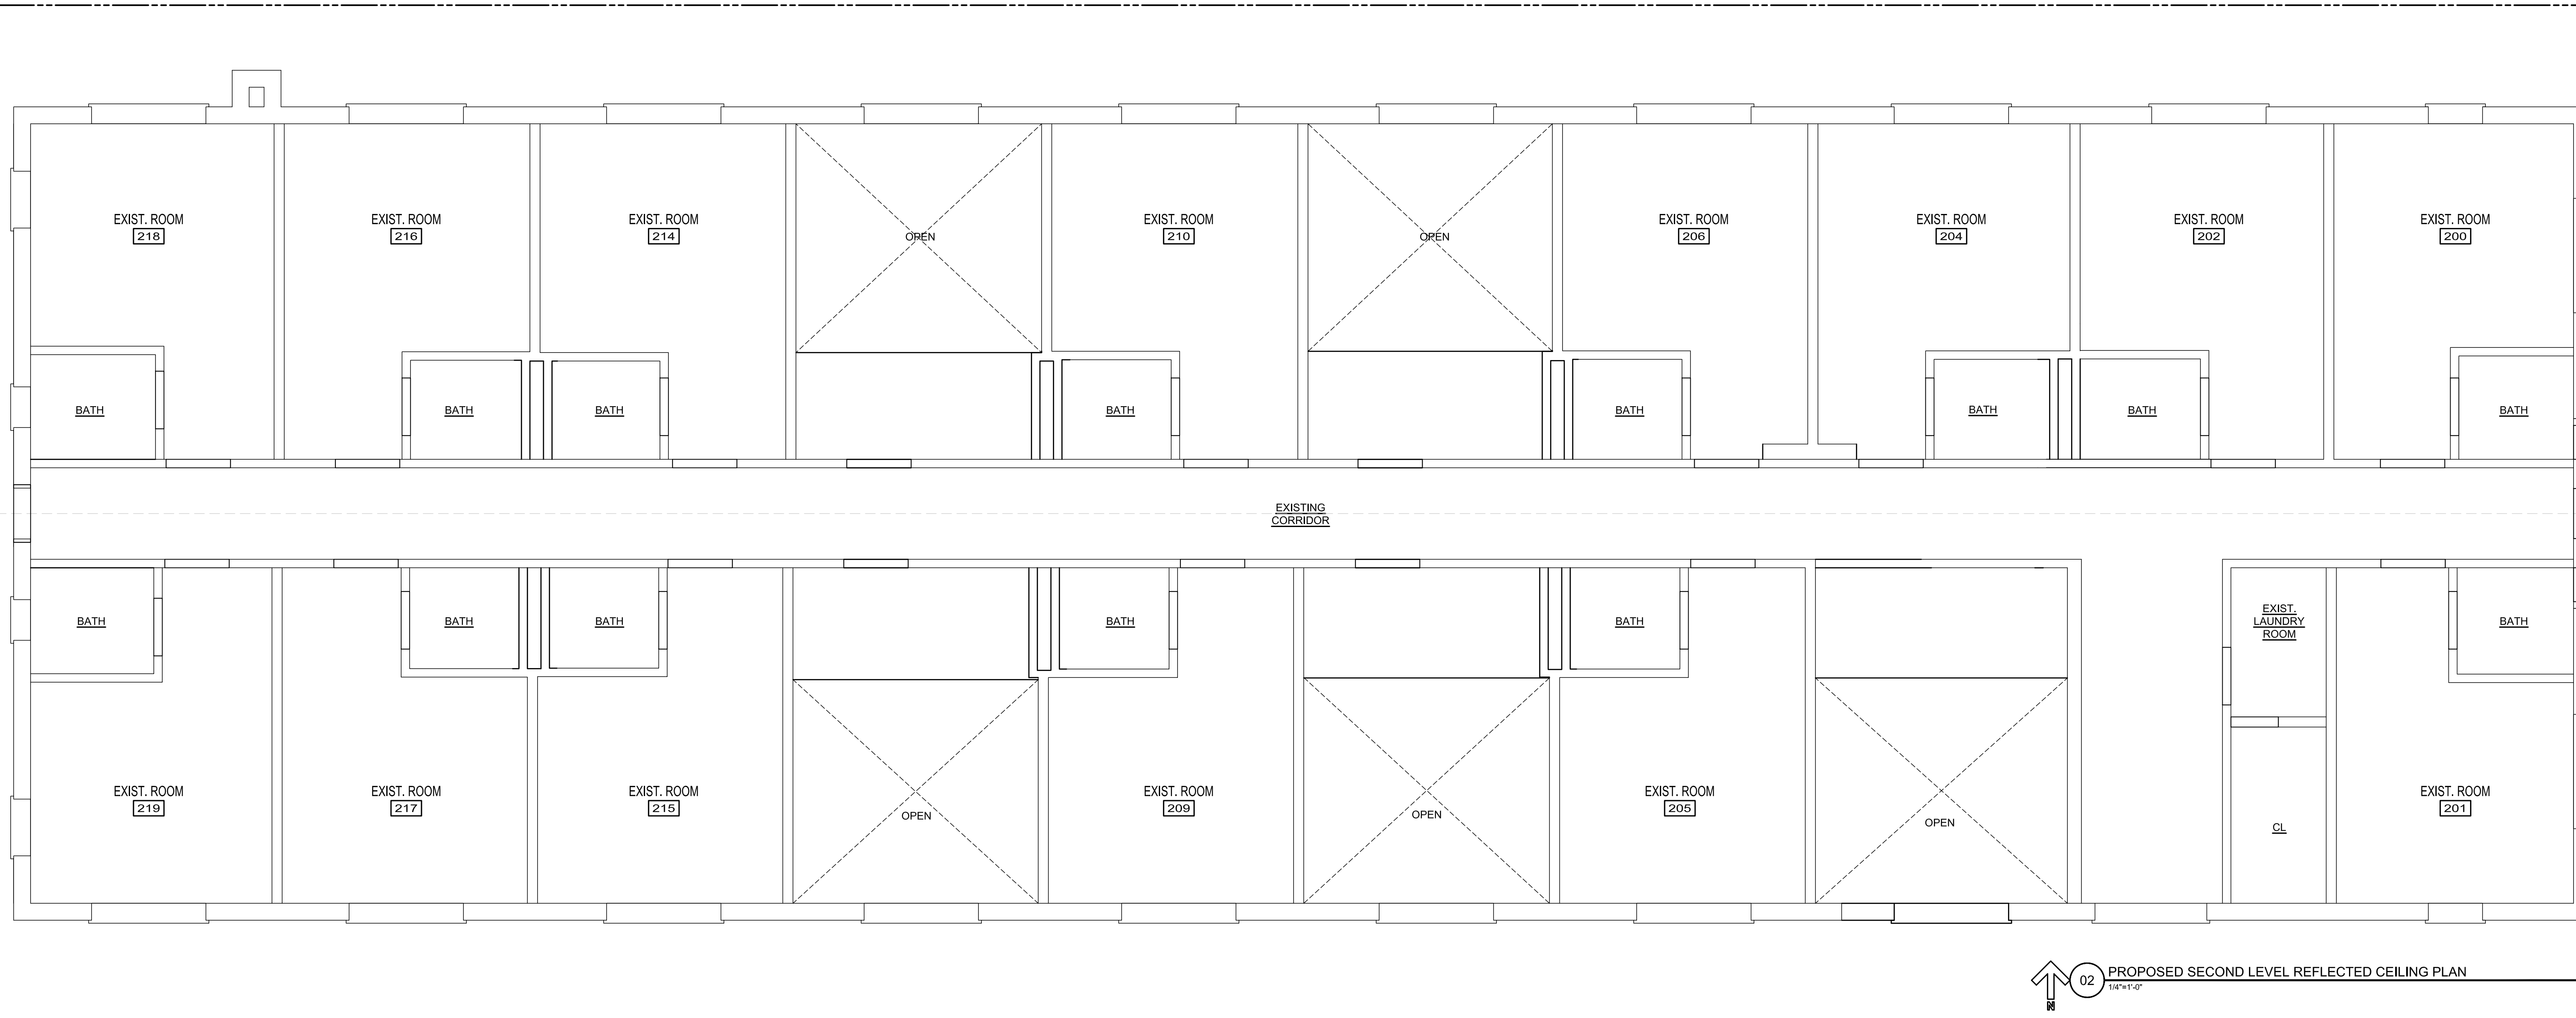 EXIST. ROOM
218
EXIST. ROOM
216
EXIST. ROOM
214
OPEN
EXIST. ROOM
210
OPEN
EXIST. ROOM
206
EXIST. ROOM
204
EXIST. ROOM
202
EXIST. ROOM
200
BATH
BATH
BATH
BATH
BATH
BATH
BATH
BATH
EXISTING
CORRIDOR
BATH
BATH
BATH
BATH
BATH
EXIST.
LAUNDRY
ROOM
BATH
EXIST. ROOM
219
EXIST. ROOM
217
EXIST. ROOM
215
OPEN
EXIST. ROOM
209
OPEN
EXIST. ROOM
205
OPEN
CL
EXIST. ROOM
201
N
02
PROPOSED SECOND LEVEL REFLECTED CEILING PLAN
1/4"=1'-0"